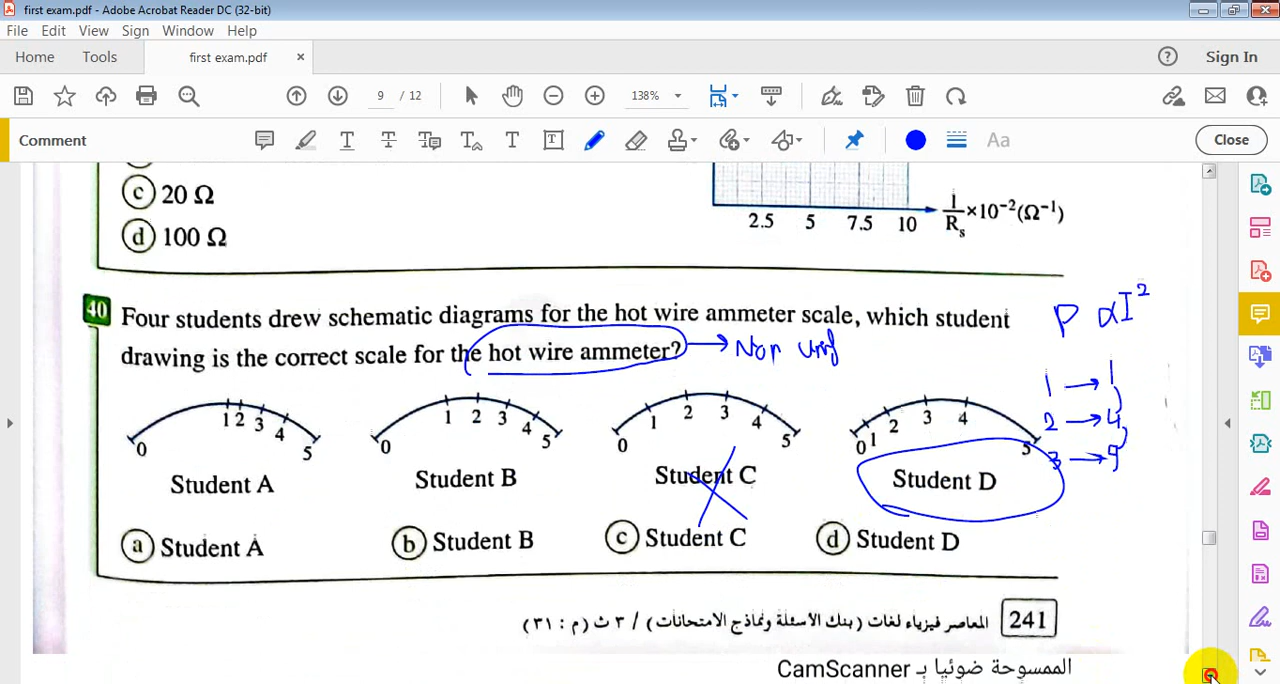 first exam.pdf - Adobe Acrobat Reader DC (32-bit)
File Edit View Sign Window Help
Home Tools first exam.pdf × Sign In
9 / 12 138%
Comment Aa Close
c 20 Ω
d 100 Ω
2.5 5 7.5 10
1/Rs ×10⁻²(Ω⁻¹)
40 Four students drew schematic diagrams for the hot wire ammeter scale, which student
drawing is the correct scale for the hot wire ammeter?
P α I²
1 → 1
2 → 4
3 → 9
0 1 2 3 4 5
0 1 2 3 4 5
0 1 2 3 4 5
0 1 2 3 4 5
Student A Student B Student C Student D
a Student A b Student B c Student C d Student D
المعاصر فيزياء لغات (بنك الأسئلة ونماذج الامتحانات) / ٣ ث (م : ٣١) 241
الممسوحة ضوئيا بـ CamScanner